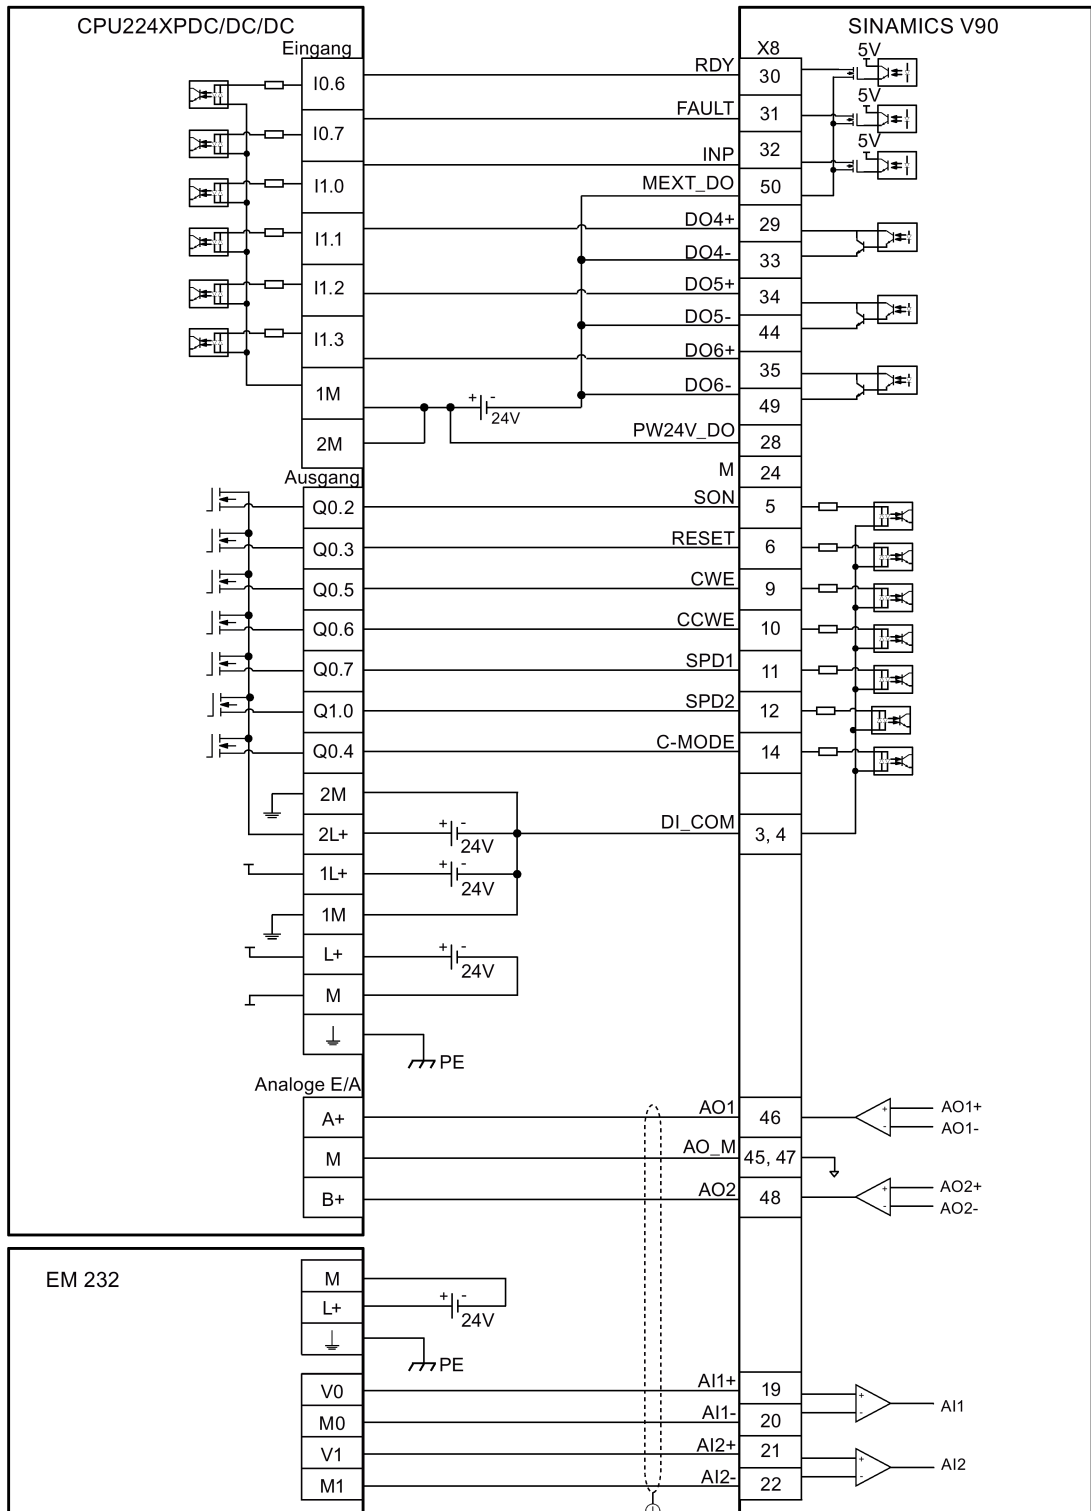 CPU224XPDC/DC/DC
SINAMICS V90
Eingang
X8
I0.6
RDY
30
5V
I0.7
FAULT
31
5V
I1.0
INP
32
5V
MEXT_DO
50
I1.1
DO4+
29
DO4-
33
I1.2
DO5+
34
DO5-
44
I1.3
DO6+
35
1M
DO6-
49
+ -
24V
2M
PW24V_DO
28
M
24
Ausgang
Q0.2
SON
5
Q0.3
RESET
6
Q0.5
CWE
9
Q0.6
CCWE
10
Q0.7
SPD1
11
Q1.0
SPD2
12
Q0.4
C-MODE
14
2M
2L+
+ -
24V
DI_COM
3, 4
1L+
+ -
24V
1M
L+
+ -
24V
M
PE
Analoge E/A
A+
AO1
46
+
-
AO1+
AO1-
M
AO_M
45, 47
B+
AO2
48
+
-
AO2+
AO2-
EM 232
M
L+
+ -
24V
PE
V0
AI1+
19
+
-
AI1
M0
AI1-
20
V1
AI2+
21
+
-
AI2
M1
AI2-
22